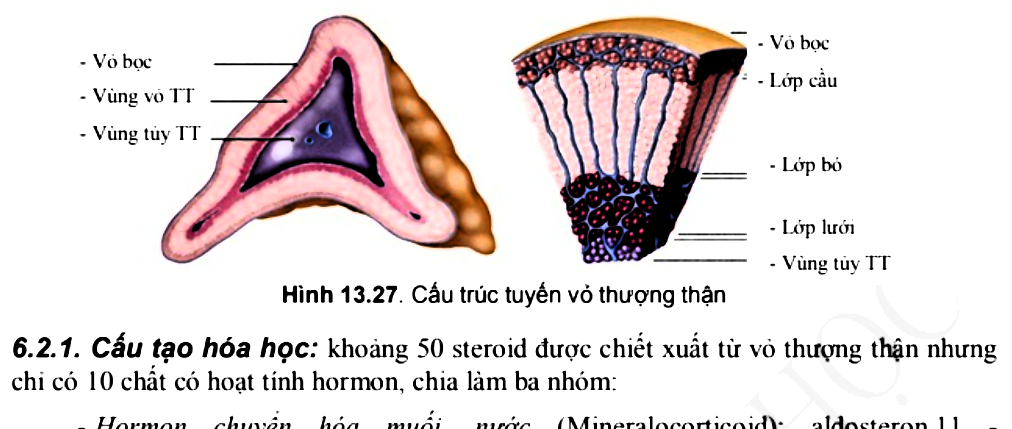 - Vỏ bọc
- Vùng vỏ TT
- Vùng tủy TT
- Vỏ bọc
- Lớp cầu
- Lớp bó
- Lớp lưới
- Vùng tủy TT
Hình 13.27. Cấu trúc tuyến vỏ thượng thận
6.2.1. Cấu tạo hóa học: khoảng 50 steroid được chiết xuất từ vỏ thượng thận nhưng
chỉ có 10 chất có hoạt tính hormon, chia làm ba nhóm:
- Hormon chuyển hóa muối nước (Mineralocorticoid): aldosteron,11 -
HỌC